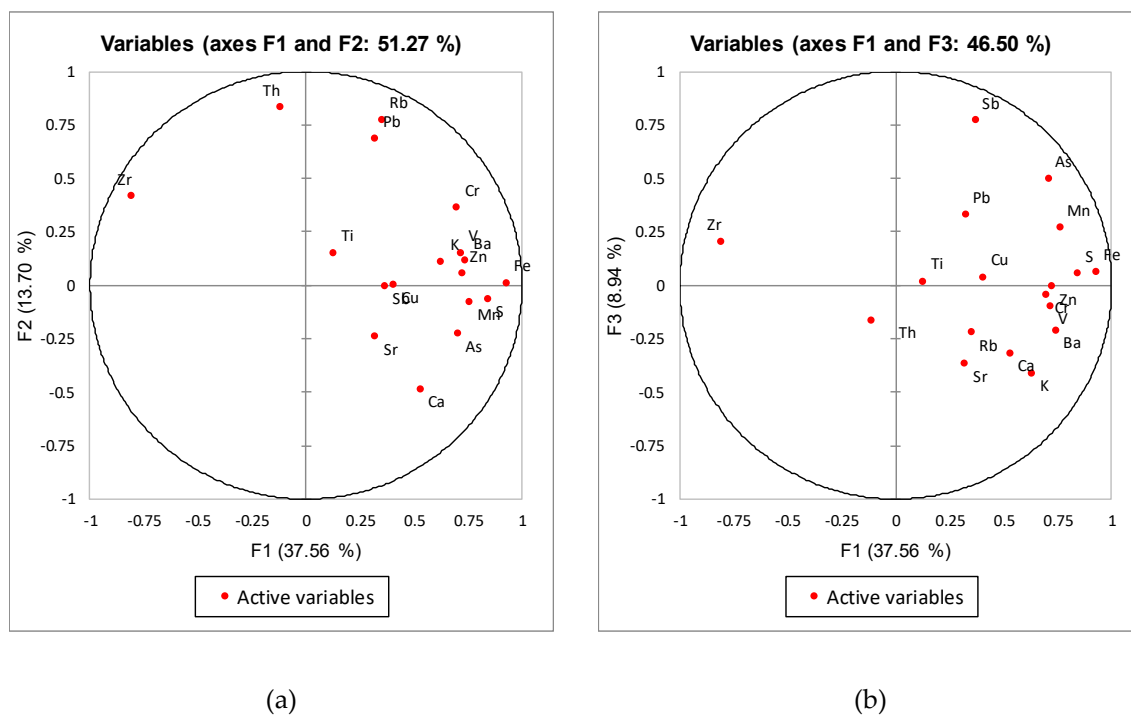 Variables (axes F1 and F2: 51.27 %)
1
0.75
0.5
0.25
0
-0.25
-0.5
-0.75
-1
F2 (13.70 %)
Th
Rb
Pb
Zr
Cr
Ti
V
K
Ba
Zn
Fe
Sb
Cu
Mn
S
Sr
As
Ca
-1
-0.75
-0.5
-0.25
0
0.25
0.5
0.75
1
F1 (37.56 %)
Active variables
(a)
Variables (axes F1 and F3: 46.50 %)
1
0.75
0.5
0.25
0
-0.25
-0.5
-0.75
-1
F3 (8.94 %)
Sb
As
Pb
Mn
Zr
Ti
Cu
S
Fe
Zn
Cr
V
Th
Rb
Ba
Sr
Ca
K
-1
-0.75
-0.5
-0.25
0
0.25
0.5
0.75
1
F1 (37.56 %)
Active variables
(b)